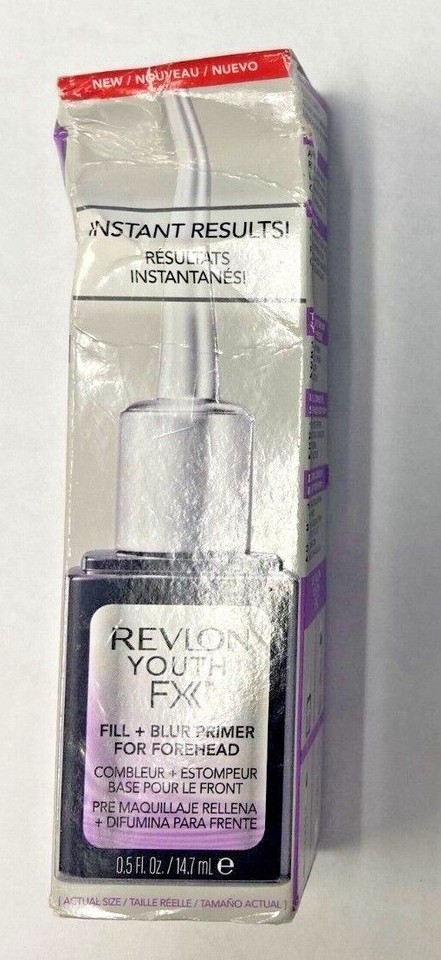 NEW / NOUVEAU / NUEVO
INSTANT RESULTS!
RÉSULTATS
INSTANTANÉS!
REVLON
YOUTH
FX™
FILL + BLUR PRIMER
FOR FOREHEAD
COMBLEUR + ESTOMPEUR
BASE POUR LE FRONT
PRE MAQUILLAJE RELLENA
+ DIFUMINA PARA FRENTE
0.5 Fl. Oz. / 14.7 mL e
[ ACTUAL SIZE / TAILLE RÉELLE / TAMAÑO ACTUAL ]